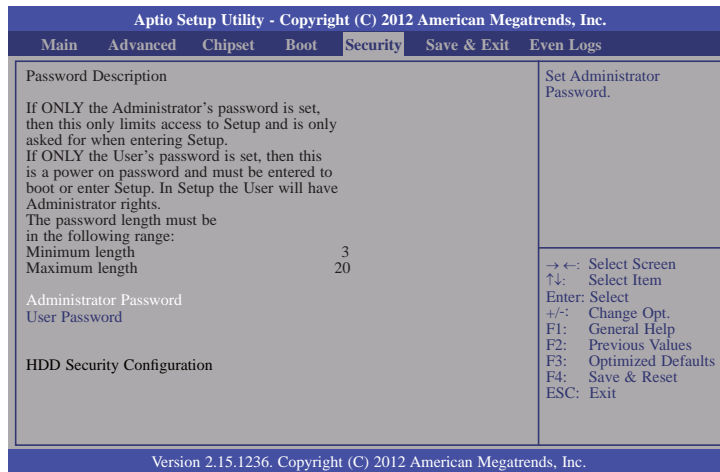 Aptio Setup Utility - Copyright (C) 2012 American Megatrends, Inc.
Main Advanced Chipset Boot Security Save & Exit Even Logs
Password Description
If ONLY the Administrator's password is set,
then this only limits access to Setup and is only
asked for when entering Setup.
If ONLY the User's password is set, then this
is a power on password and must be entered to
boot or enter Setup. In Setup the User will have
Administrator rights.
The password length must be
in the following range:
Minimum length 3
Maximum length 20
Administrator Password
User Password
HDD Security Configuration
Set Administrator
Password.
→←: Select Screen
↑↓: Select Item
Enter: Select
+/-: Change Opt.
F1: General Help
F2: Previous Values
F3: Optimized Defaults
F4: Save & Reset
ESC: Exit
Version 2.15.1236. Copyright (C) 2012 American Megatrends, Inc.